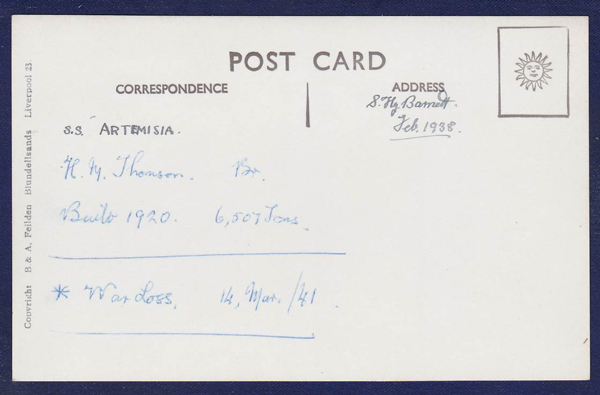 POST CARD
CORRESPONDENCE
ADDRESS
S. Hy Barnett.
Feb. 1938.
S.S. ARTEMISIA.
H. M. Thomson. Br.
Built 1920. 6,507 Tons.
* War Loss. 14, Mar. /41
Copyright B & A. Feilden Blundellsands Liverpool 23